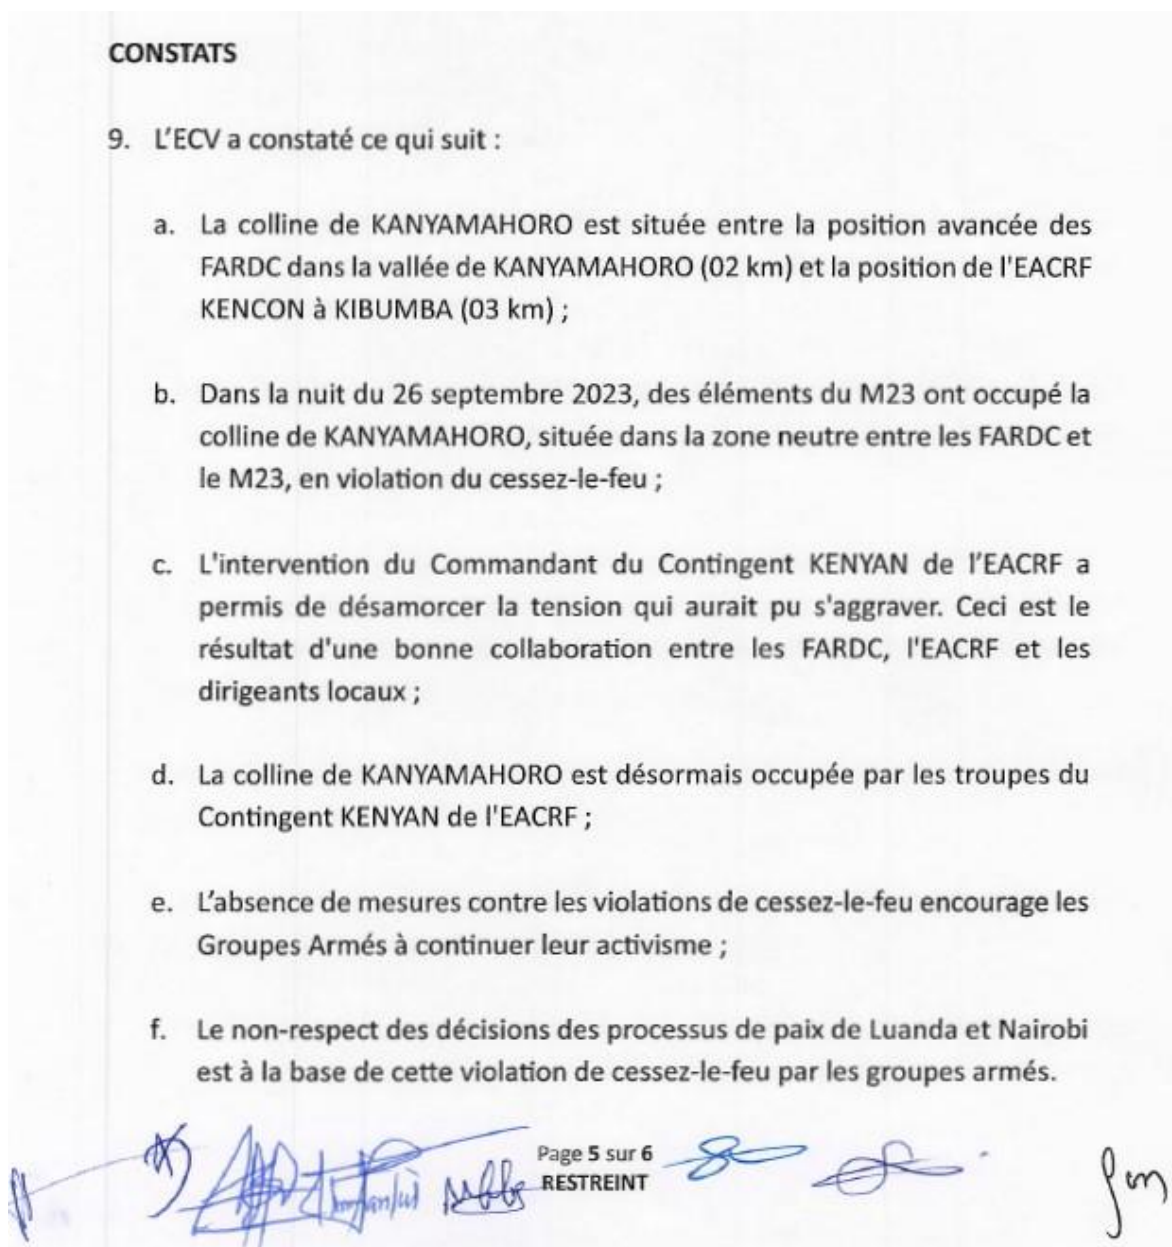 CONSTATS
9. L’ECV a constaté ce qui suit :
a. La colline de KANYAMAHORO est située entre la position avancée des
FARDC dans la vallée de KANYAMAHORO (02 km) et la position de l'EACRF
KENCON à KIBUMBA (03 km) ;
b. Dans la nuit du 26 septembre 2023, des éléments du M23 ont occupé la
colline de KANYAMAHORO, située dans la zone neutre entre les FARDC et
le M23, en violation du cessez-le-feu ;
c. L'intervention du Commandant du Contingent KENYAN de l’EACRF a
permis de désamorcer la tension qui aurait pu s'aggraver. Ceci est le
résultat d'une bonne collaboration entre les FARDC, l'EACRF et les
dirigeants locaux ;
d. La colline de KANYAMAHORO est désormais occupée par les troupes du
Contingent KENYAN de l'EACRF ;
e. L’absence de mesures contre les violations de cessez-le-feu encourage les
Groupes Armés à continuer leur activisme ;
f. Le non-respect des décisions des processus de paix de Luanda et Nairobi
est à la base de cette violation de cessez-le-feu par les groupes armés.
Page 5 sur 6
RESTREINT